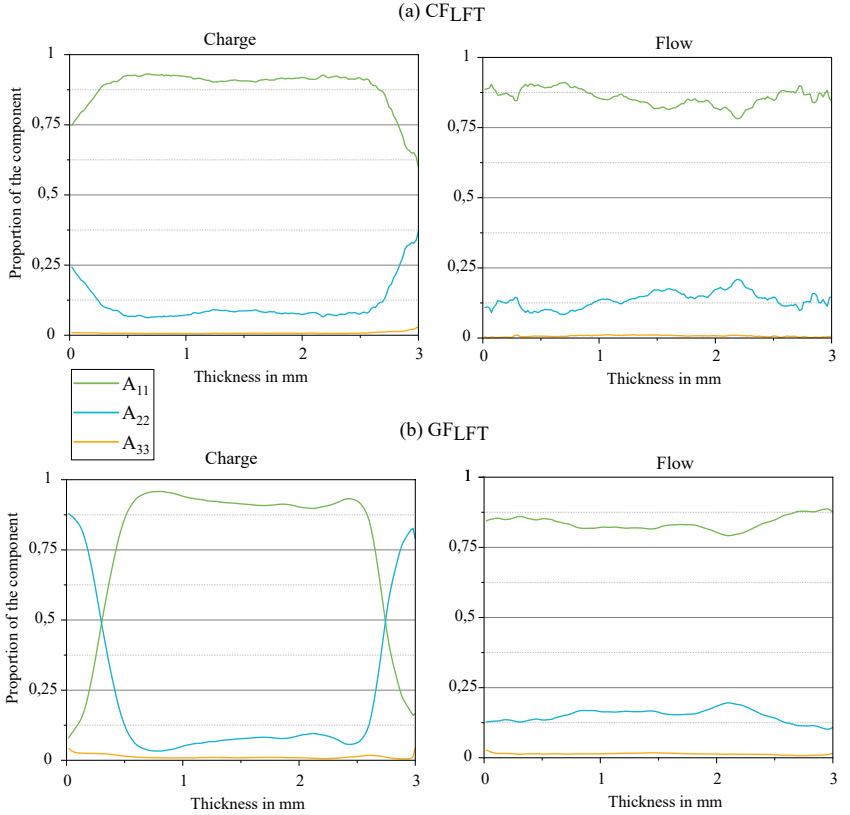 (a) CF_LFT
Charge
Flow
Proportion of the component
1
0,75
0,5
0,25
0
0
1
2
3
Thickness in mm
1
0,75
0,5
0,25
0
0
1
2
3
Thickness in mm
A₁₁
A₂₂
A₃₃
(b) GF_LFT
Charge
Flow
Proportion of the component
1
0,75
0,5
0,25
0
0
1
2
3
Thickness in mm
1
0,75
0,5
0,25
0
0
1
2
3
Thickness in mm